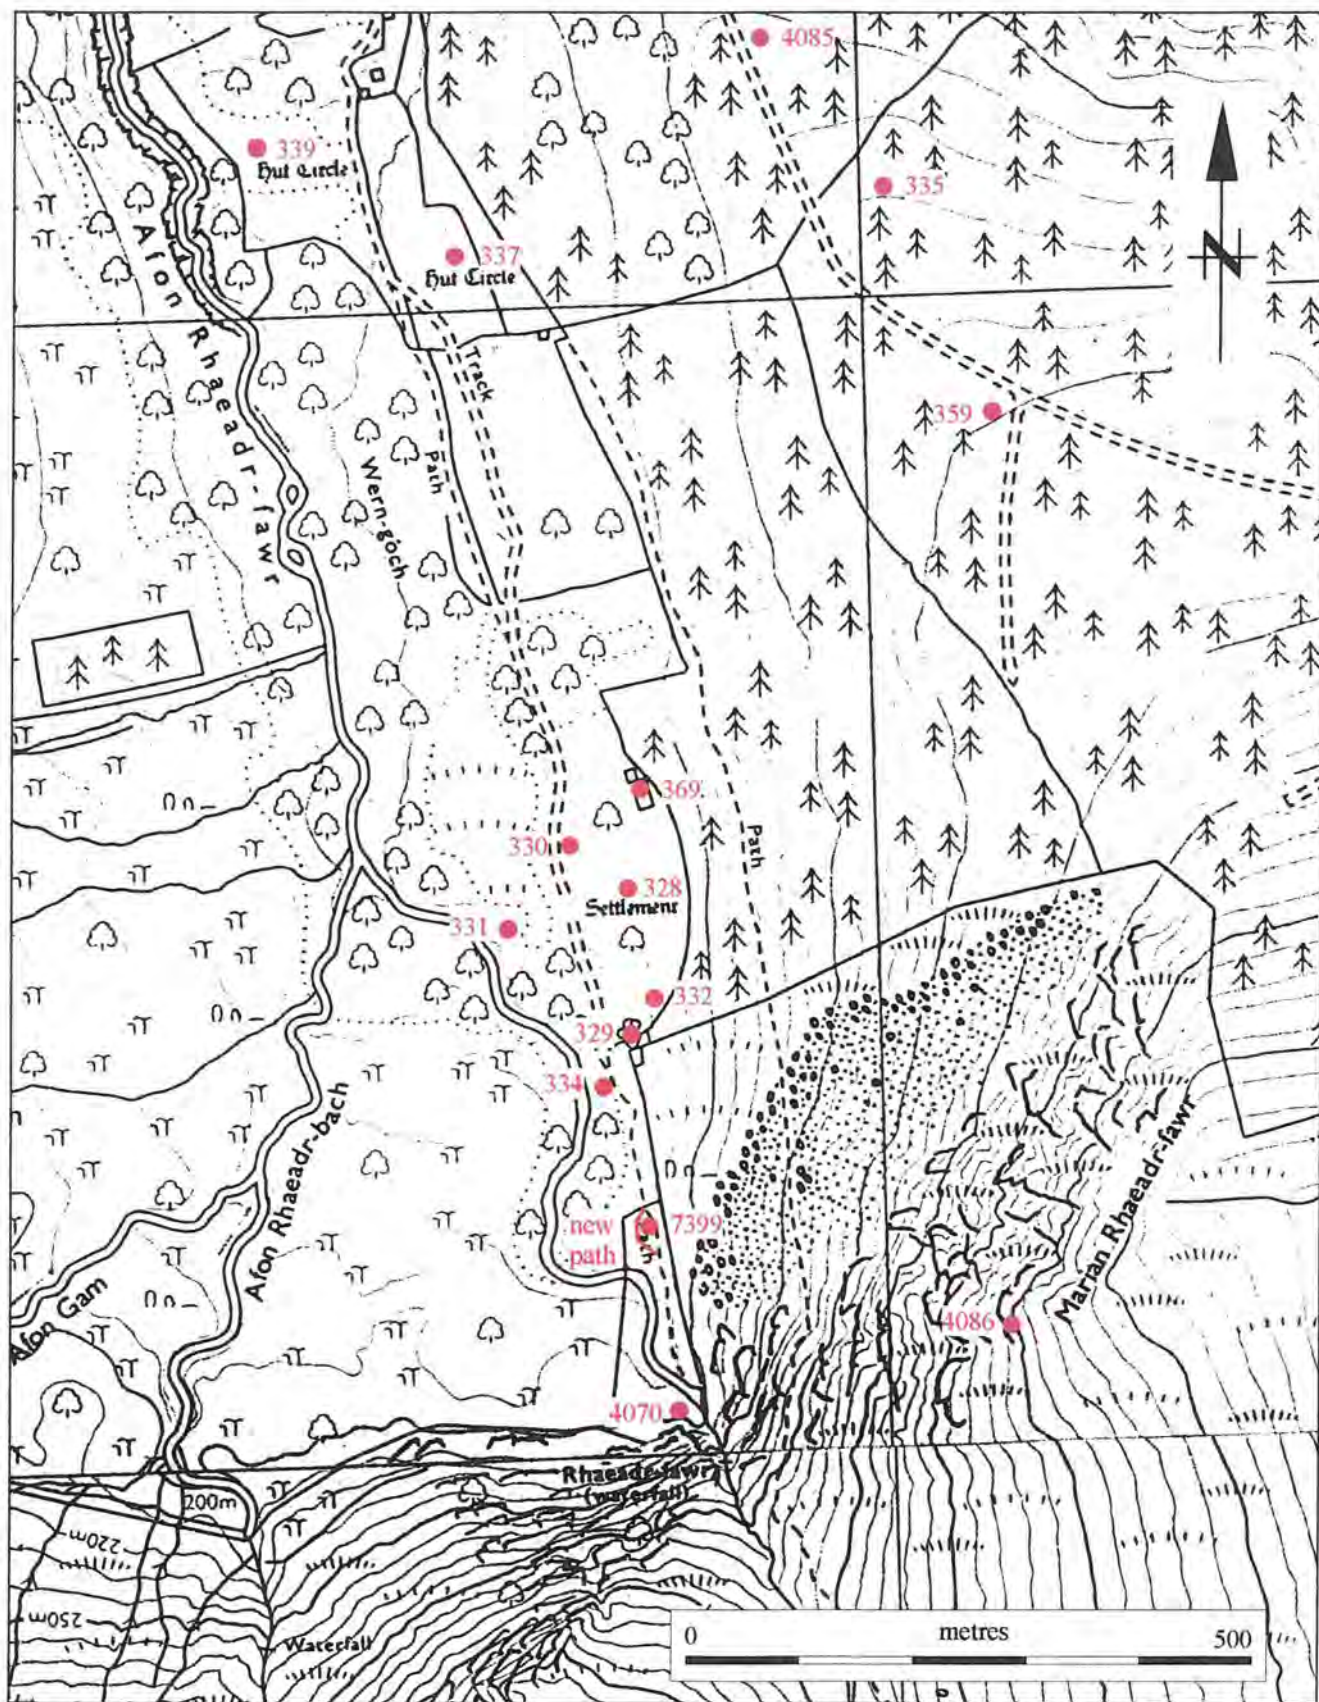 4085
339
Hut Circle
335
337
Hut Circle
Afon Rhaeadr-fawr
Track
Path
359
Wern-gôch
369
330
Path
328
Settlement
331
332
329
334
Afon Rhaeadr-bach
new
path
7399
Path
Marian Rhaeadr-fawr
4086
Afon Gam
4070
Rhaeadr-fawr
(waterfall)
200m
220m
250m
Waterfall
0 metres 500
N